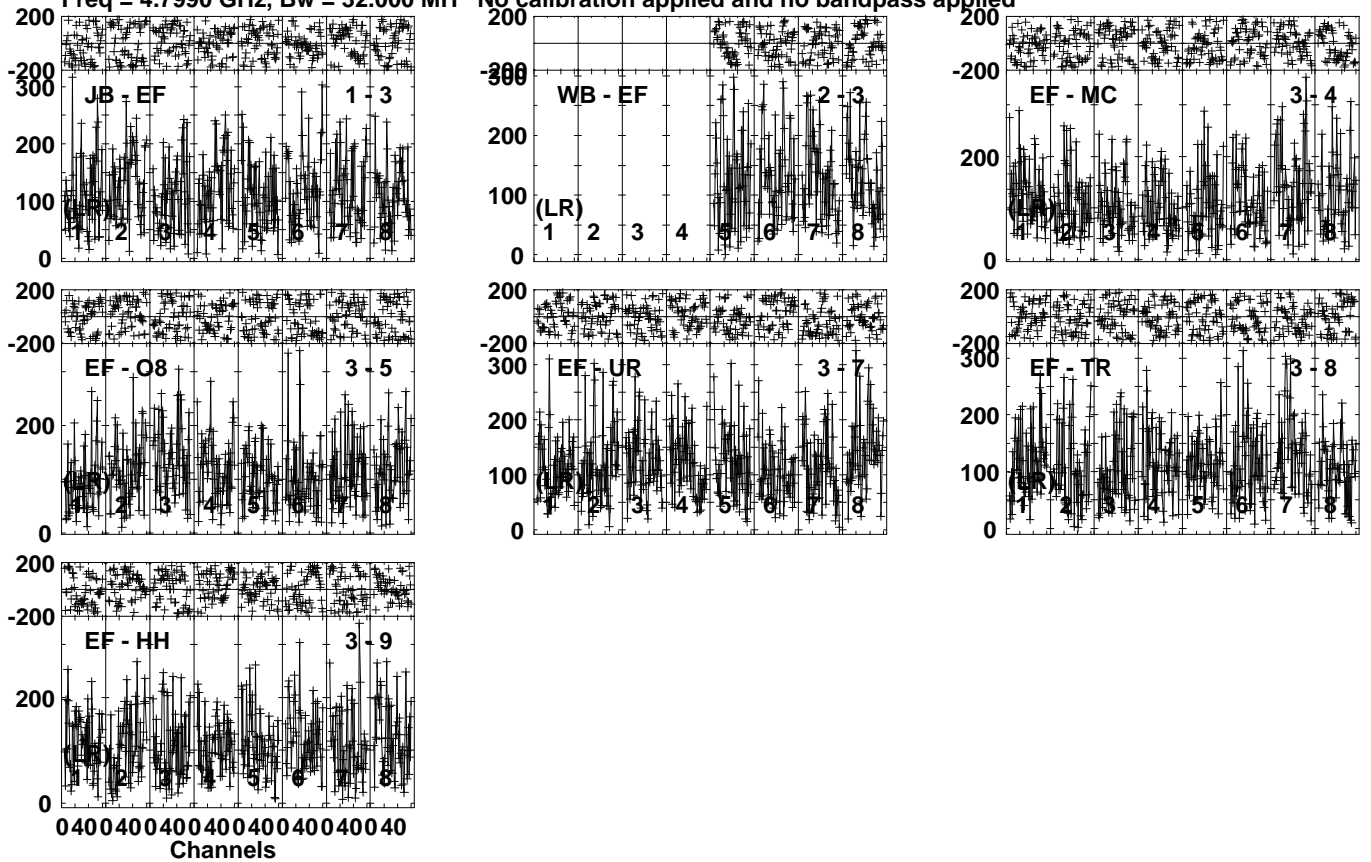 Freq = 4.7990 GHz, Bw = 32.000 MH No calibration applied and no bandpass applied
200
-200
300
200
100
0
JB - EF 1 - 3
(LR)
1 2 3 4 5 6 7 8
200
-200
300
200
100
0
WB - EF 2 - 3
(LR)
1 2 3 4 5 6 7 8
200
-200
200
0
EF - MC 3 - 4
(LR)
1 2 3 4 5 6 7 8
200
-200
200
0
EF - O8 3 - 5
(LR)
1 2 3 4 5 6 7 8
200
-200
300
200
100
0
EF - UR 3 - 7
(LR)
1 2 3 4 5 6 7 8
200
-200
300
200
100
0
EF - TR 3 - 8
(LR)
1 2 3 4 5 6 7 8
200
-200
200
0
EF - HH 3 - 9
(LR)
1 2 3 4 5 6 7 8
0 40 0 40 0 40 0 40 0 40 0 40 0 40 0 40
Channels